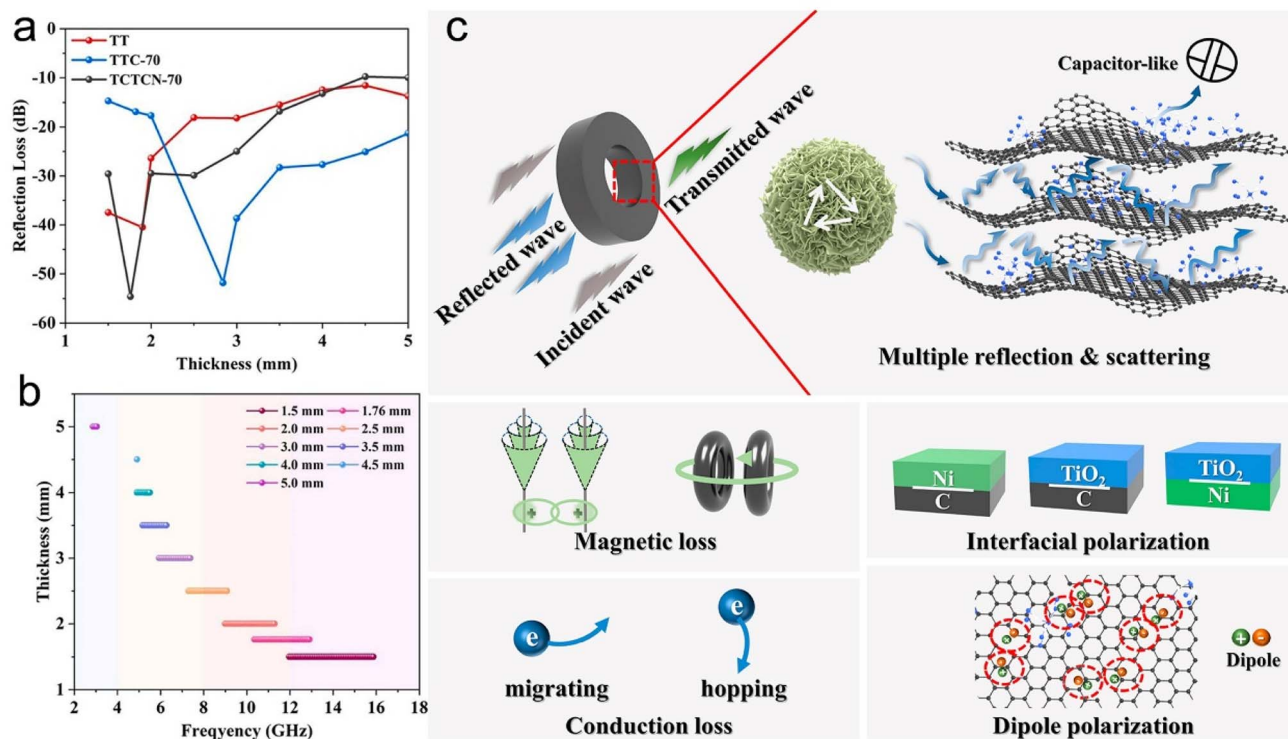 a
0
-10
-20
-30
-40
-50
-60
Reflection Loss (dB)
TT
TTC-70
TCTCN-70
1 2 3 4 5
Thickness (mm)
b
5
4
3
2
1
Thickness (mm)
1.5 mm 1.76 mm
2.0 mm 2.5 mm
3.0 mm 3.5 mm
4.0 mm 4.5 mm
5.0 mm
2 4 6 8 10 12 14 16 18
Freqyency (GHz)
c
Transmitted wave
Reflected wave
Incident wave
Capacitor-like
Multiple reflection & scattering
+ +
Magnetic loss
Ni
C
TiO₂
C
TiO₂
Ni
Interfacial polarization
e
migrating
e
hopping
Conduction loss
+ -
Dipole
Dipole polarization